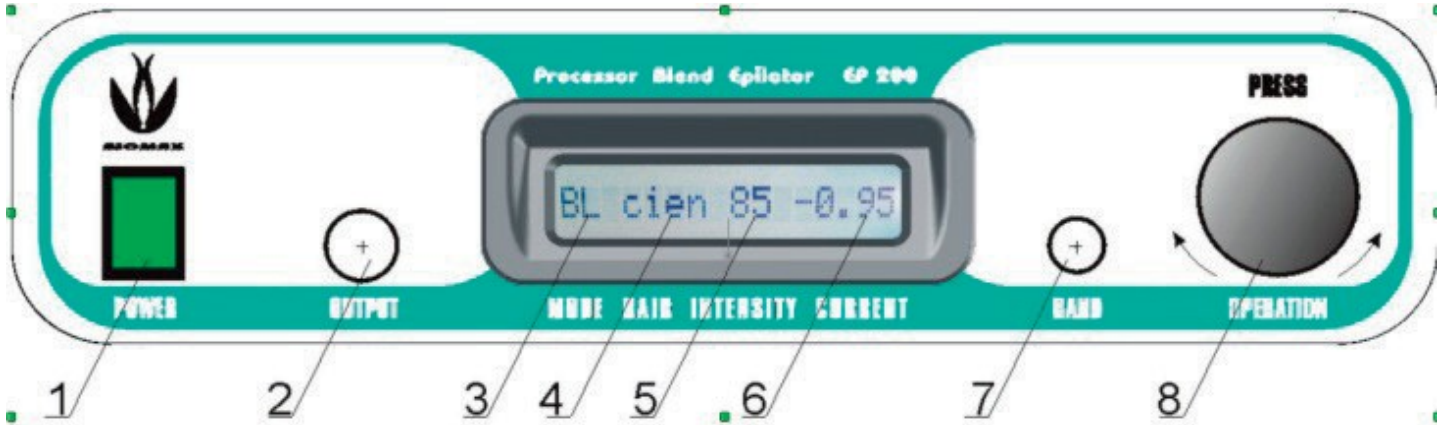 Processor Blend Epilator EP 200
PRESS
BIOMAK
BL cien 85 -0.95
POWER
OUTPUT
MODE HAIR INTENSITY CURRENT
HAND
OPERATION
1 2 3 4 5 6 7 8